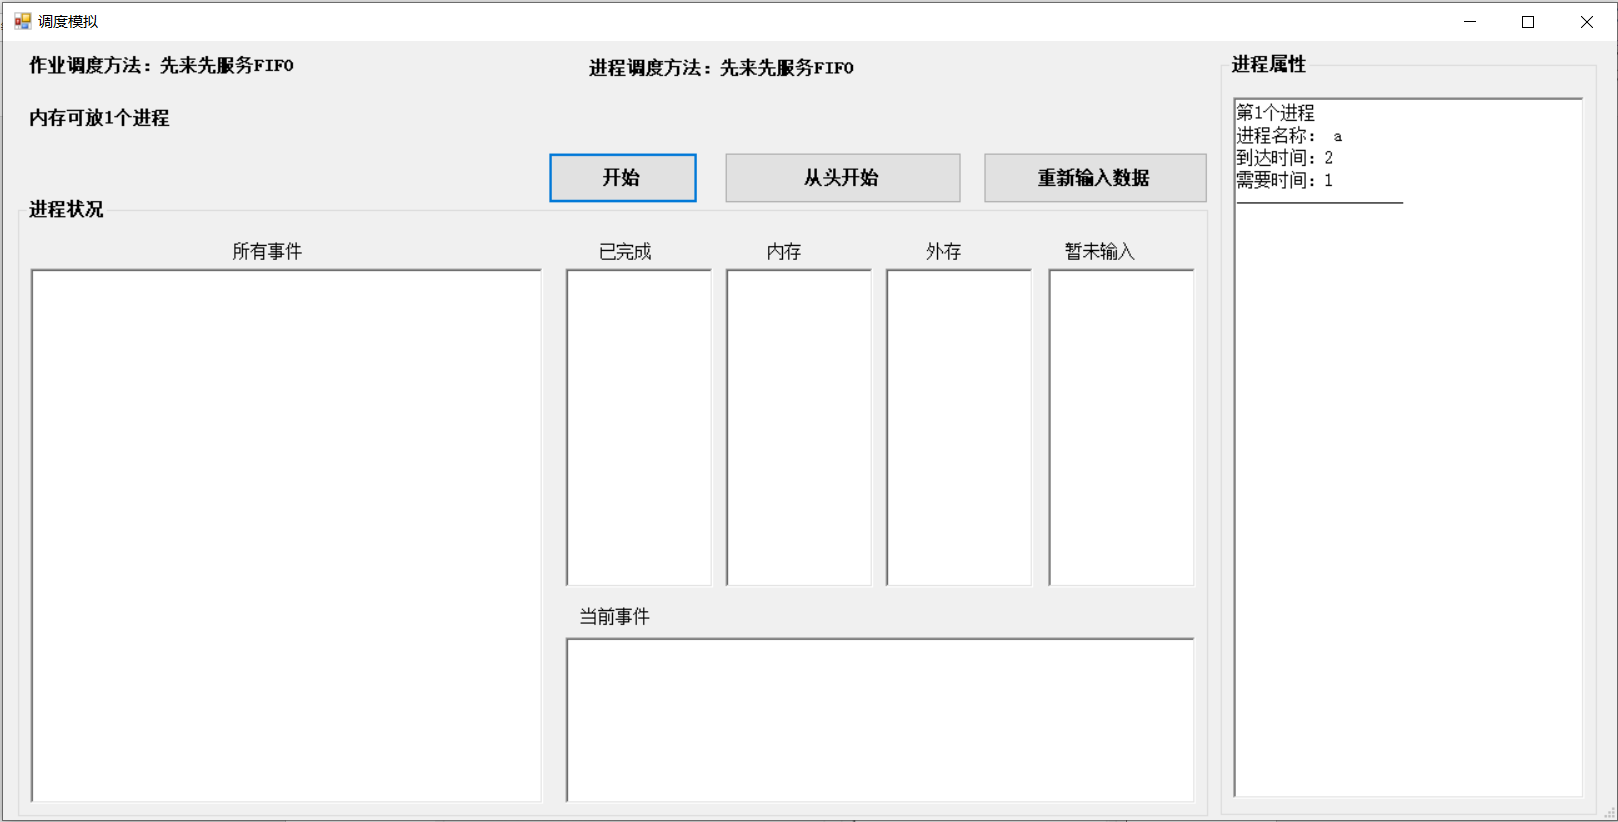 调度模拟
作业调度方法：先来先服务FIFO
进程调度方法：先来先服务FIFO
内存可放1个进程
开始
从头开始
重新输入数据
进程状况
所有事件
已完成
内存
外存
暂未输入
当前事件
进程属性
第1个进程
进程名称： a
到达时间：2
需要时间：1